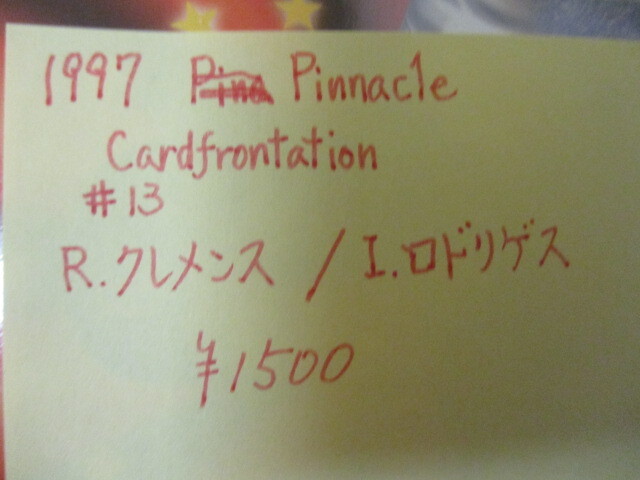 1997 Pinnacle
Cardfrontation
#13
R.クレメンス / I.ロドリゲス
¥1500